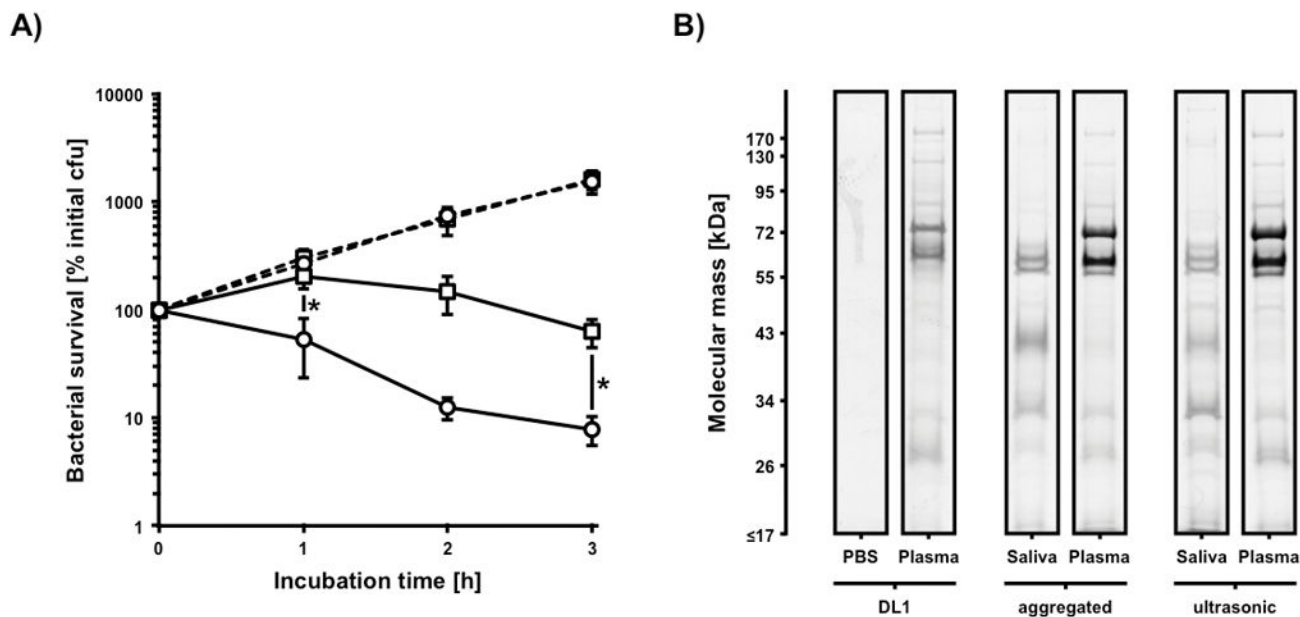 A)
Bacterial survival [% initial cfu]
10000
1000
100
10
1
*
*
0 1 2 3
Incubation time [h]
B)
Molecular mass [kDa]
170
130
95
72
55
43
34
26
≤17
PBS Plasma Saliva Plasma Saliva Plasma
DL1 aggregated ultrasonic